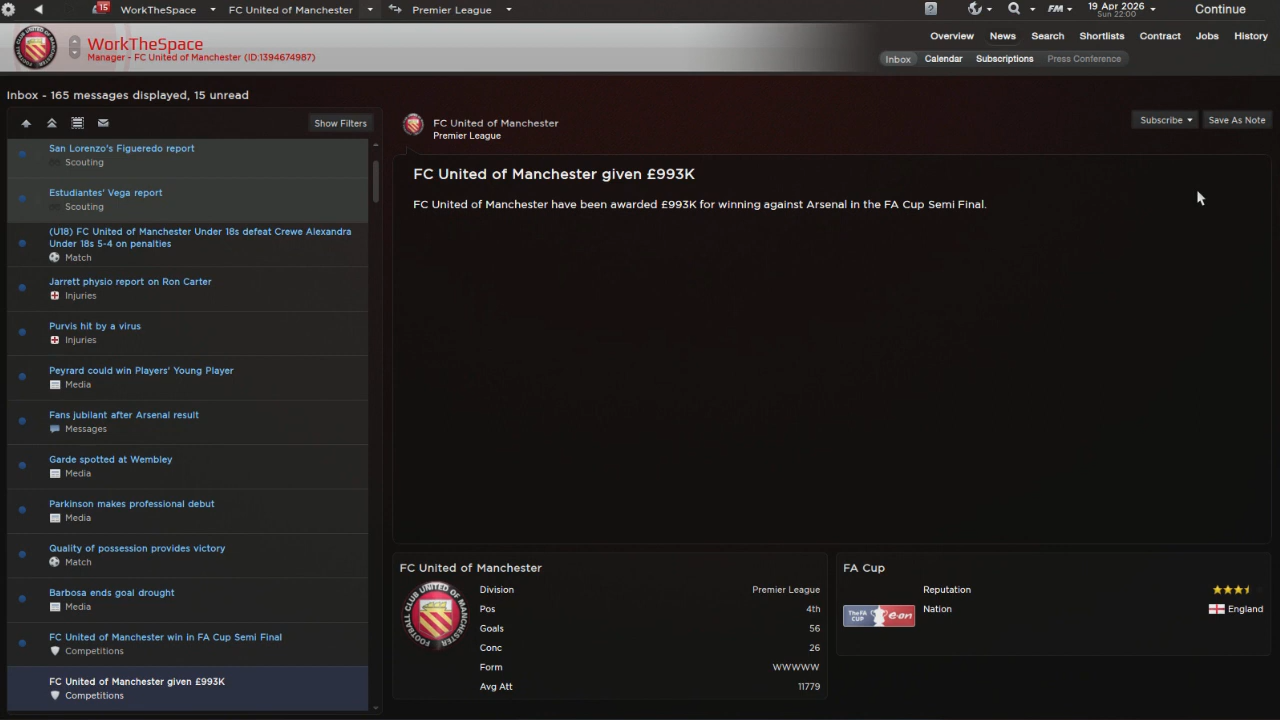 15
WorkTheSpace
FC United of Manchester
Premier League
FM
19 Apr 2026
Sun 22:00
Continue
WorkTheSpace
Manager - FC United of Manchester (ID:1394674987)
Overview
News
Search
Shortlists
Contract
Jobs
History
Inbox
Calendar
Subscriptions
Press Conference
Inbox - 165 messages displayed, 15 unread
Show Filters
San Lorenzo's Figueredo report
Scouting
Estudiantes' Vega report
Scouting
(U18) FC United of Manchester Under 18s defeat Crewe Alexandra
Under 18s 5-4 on penalties
Match
Jarrett physio report on Ron Carter
Injuries
Purvis hit by a virus
Injuries
Peyrard could win Players' Young Player
Media
Fans jubilant after Arsenal result
Messages
Garde spotted at Wembley
Media
Parkinson makes professional debut
Media
Quality of possession provides victory
Match
Barbosa ends goal drought
Media
FC United of Manchester win in FA Cup Semi Final
Competitions
FC United of Manchester given £993K
Competitions
FC United of Manchester
Premier League
Subscribe
Save As Note
FC United of Manchester given £993K
FC United of Manchester have been awarded £993K for winning against Arsenal in the FA Cup Semi Final.
FC United of Manchester
Division Premier League
Pos 4th
Goals 56
Conc 26
Form WWWWW
Avg Att 11779
FA Cup
Reputation
Nation England
The FA
CUP
e·on